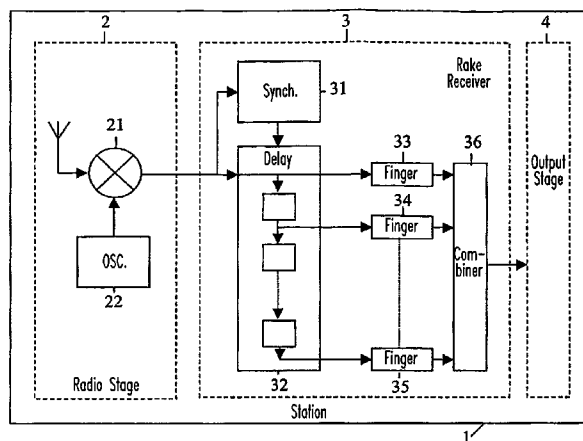 2 3 4
Rake
Receiver
Synch.
31
21
Delay
33
Finger
36
34
Finger
Com-
biner
Output
Stage
OSC.
22
Finger
35
32
Radio Stage
Station
1